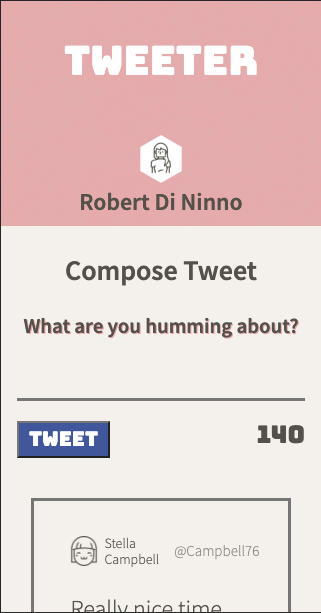 TWEETER
Robert Di Ninno
Compose Tweet
What are you humming about?
TWEET
140
Stella
Campbell
@Campbell76
Really nice time